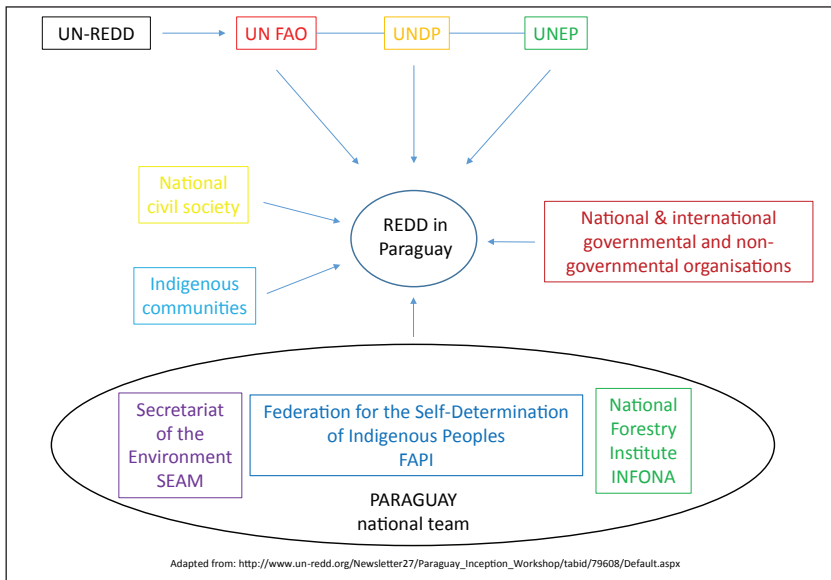 UN-REDD
UN FAO
UNDP
UNEP
National
civil society
REDD in
Paraguay
National & international
governmental and non-
governmental organisations
Indigenous
communities
Secretariat
of the
Environment
SEAM
Federation for the Self-Determination
of Indigenous Peoples
FAPI
National
Forestry
Institute
INFONA
PARAGUAY
national team
Adapted from: http://www.un-redd.org/Newsletter27/Paraguay_Inception_Workshop/tabid/79608/Default.aspx